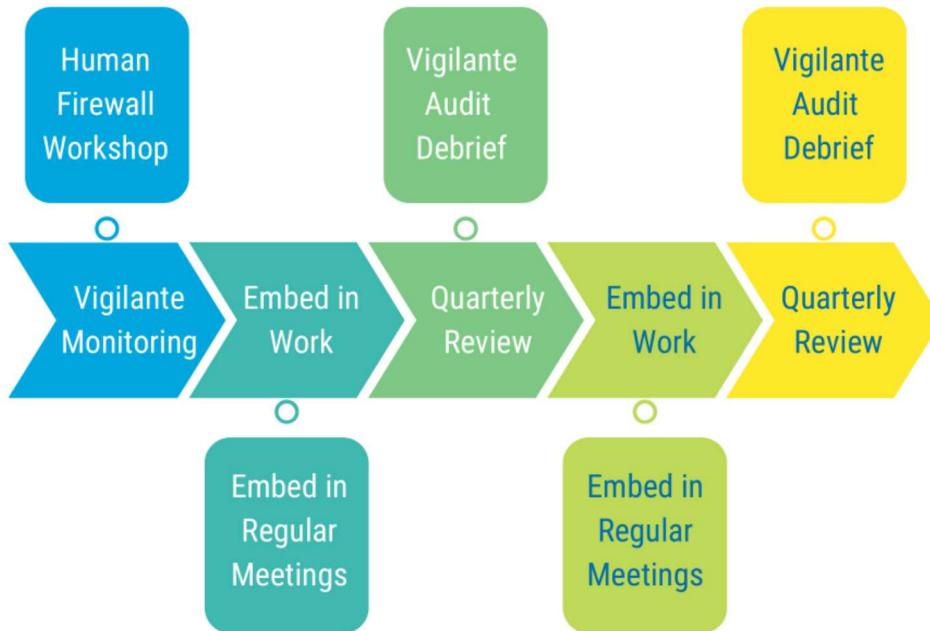 Human
Firewall
Workshop
Vigilante
Audit
Debrief
Vigilante
Audit
Debrief
Vigilante
Monitoring
Embed in
Work
Quarterly
Review
Embed in
Work
Quarterly
Review
Embed in
Regular
Meetings
Embed in
Regular
Meetings